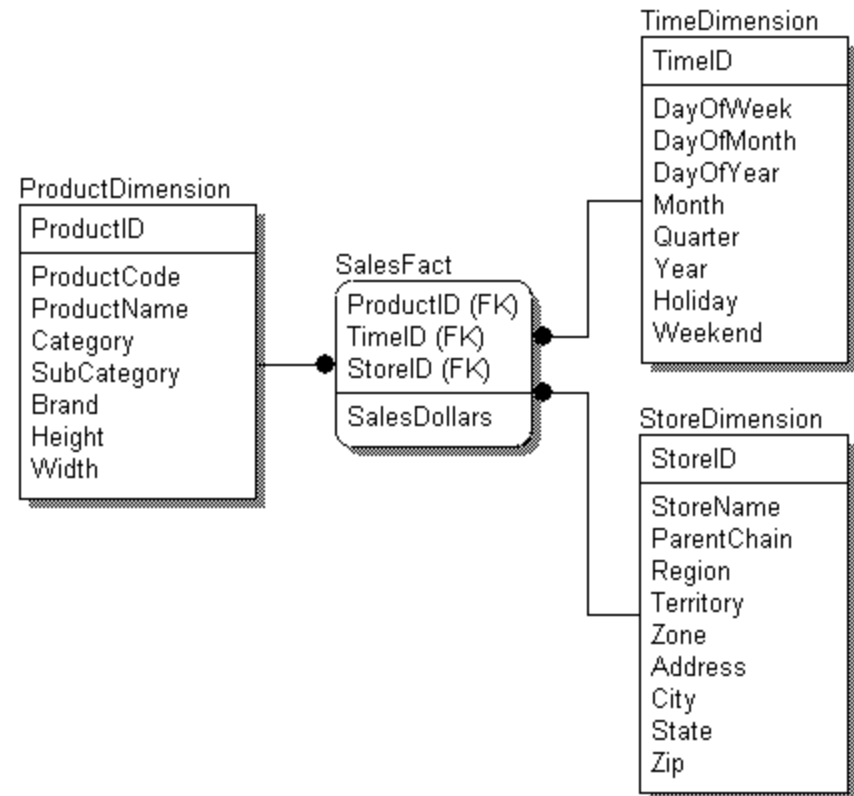 ProductDimension
ProductID
ProductCode
ProductName
Category
SubCategory
Brand
Height
Width
SalesFact
ProductID (FK)
TimeID (FK)
StoreID (FK)
SalesDollars
TimeDimension
TimeID
DayOfWeek
DayOfMonth
DayOfYear
Month
Quarter
Year
Holiday
Weekend
StoreDimension
StoreID
StoreName
ParentChain
Region
Territory
Zone
Address
City
State
Zip